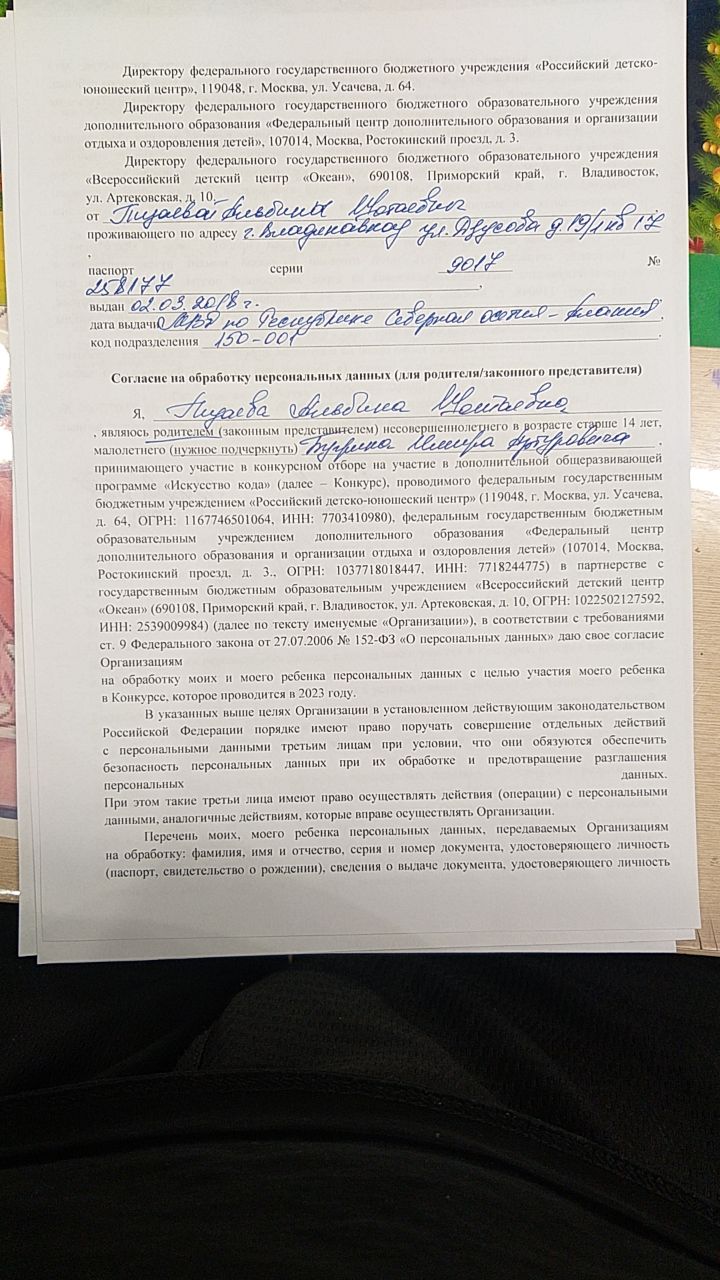 Директору федерального государственного бюджетного учреждения «Российский детско-
юношеский центр», 119048, г. Москва, ул. Усачева, д. 64.
Директору федерального государственного бюджетного образовательного учреждения
дополнительного образования «Федеральный центр дополнительного образования и организации
отдыха и оздоровления детей», 107014, Москва, Ростокинский проезд, д. 3.
Директору федерального государственного бюджетного образовательного учреждения
«Всероссийский детский центр «Океан», 690108, Приморский край, г. Владивосток,
ул. Артековская, д. 10,
от Альбины
проживающего по адресу г. Владикавказ ул. д. 19/1 кв 17
,
паспорт серии 9017 №
258177,
выдан 02.03.2018 г.
дата выдачи МВД по Республике Северная осетия-Алания.
код подразделения 150-001.
Согласие на обработку персональных данных (для родителя/законного представителя)
Я, Альбина
, являюсь родителем (законным представителем) несовершеннолетнего в возрасте старше 14 лет,
малолетнего (нужное подчеркнуть) Артуровича,
принимающего участие в конкурсном отборе на участие в дополнительной общеразвивающей
программе «Искусство кода» (далее – Конкурс), проводимого федеральным государственным
бюджетным учреждением «Российский детско-юношеский центр» (119048, г. Москва, ул. Усачева,
д. 64, ОГРН: 1167746501064, ИНН: 7703410980), федеральным государственным бюджетным
образовательным учреждением дополнительного образования «Федеральный центр
дополнительного образования и организации отдыха и оздоровления детей» (107014, Москва,
Ростокинский проезд, д. 3., ОГРН: 1037718018447, ИНН: 7718244775) в партнерстве с
государственным бюджетным образовательным учреждением «Всероссийский детский центр
«Океан» (690108, Приморский край, г. Владивосток, ул. Артековская, д. 10, ОГРН: 1022502127592,
ИНН: 2539009984) (далее по тексту именуемые «Организации»), в соответствии с требованиями
ст. 9 Федерального закона от 27.07.2006 № 152-ФЗ «О персональных данных» даю свое согласие
Организациям
на обработку моих и моего ребенка персональных данных с целью участия моего ребенка
в Конкурсе, которое проводится в 2023 году.
В указанных выше целях Организации в установленном действующим законодательством
Российской Федерации порядке имеют право поручать совершение отдельных действий
с персональными данными третьим лицам при условии, что они обязуются обеспечить
безопасность персональных данных при их обработке и предотвращение разглашения
персональных данных.
При этом такие третьи лица имеют право осуществлять действия (операции) с персональными
данными, аналогичные действиям, которые вправе осуществлять Организации.
Перечень моих, моего ребенка персональных данных, передаваемых Организациям
на обработку: фамилия, имя и отчество, серия и номер документа, удостоверяющего личность
(паспорт, свидетельство о рождении), сведения о выдаче документа, удостоверяющего личность